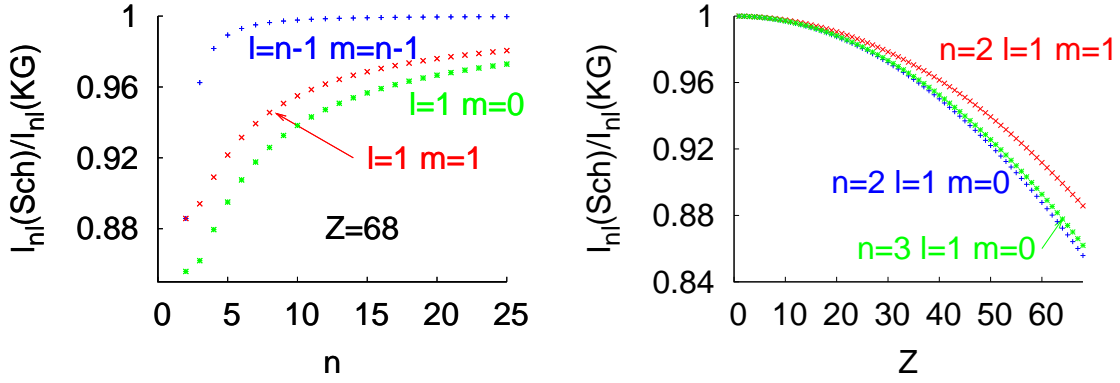 I_nl(Sch)/I_nl(KG)
1
0.96
0.92
0.88
l=n-1 m=n-1
l=1 m=0
l=1 m=1
Z=68
0 5 10 15 20 25
n
I_nl(Sch)/I_nl(KG)
1
0.96
0.92
0.88
0.84
n=2 l=1 m=1
n=2 l=1 m=0
n=3 l=1 m=0
0 10 20 30 40 50 60
Z